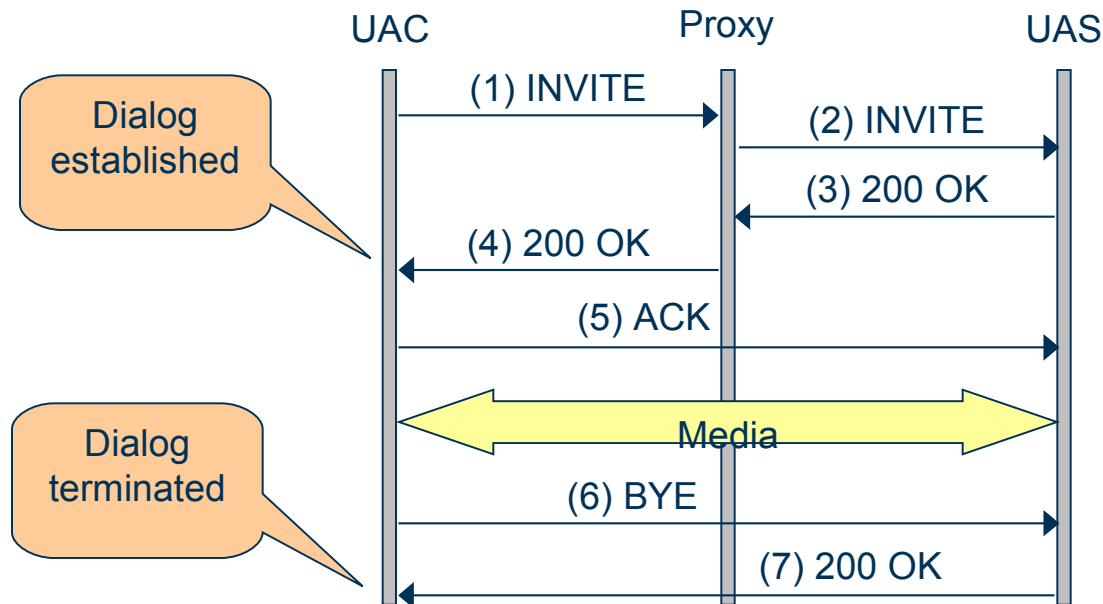 UAC
Proxy
UAS
(1) INVITE
Dialog
established
(2) INVITE
(3) 200 OK
(4) 200 OK
(5) ACK
Media
Dialog
terminated
(6) BYE
(7) 200 OK